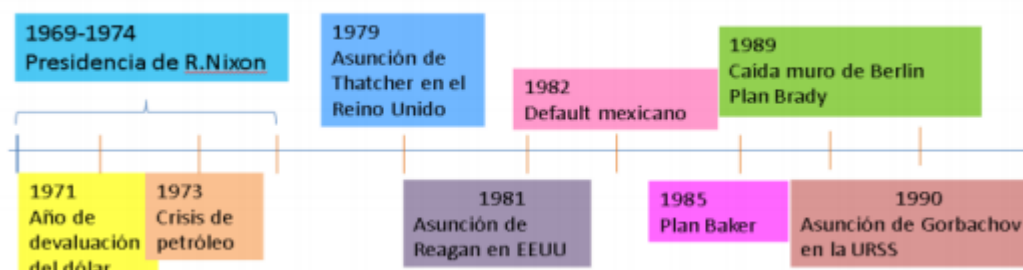 1969-1974
Presidencia de R.Nixon
1979
Asunción de
Thatcher en el
Reino Unido
1982
Default mexicano
1989
Caida muro de Berlin
Plan Brady
1971
Año de
devaluación
del dólar
1973
Crisis de
petróleo
1981
Asunción de
Reagan en EEUU
1985
Plan Baker
1990
Asunción de Gorbachov
en la URSS